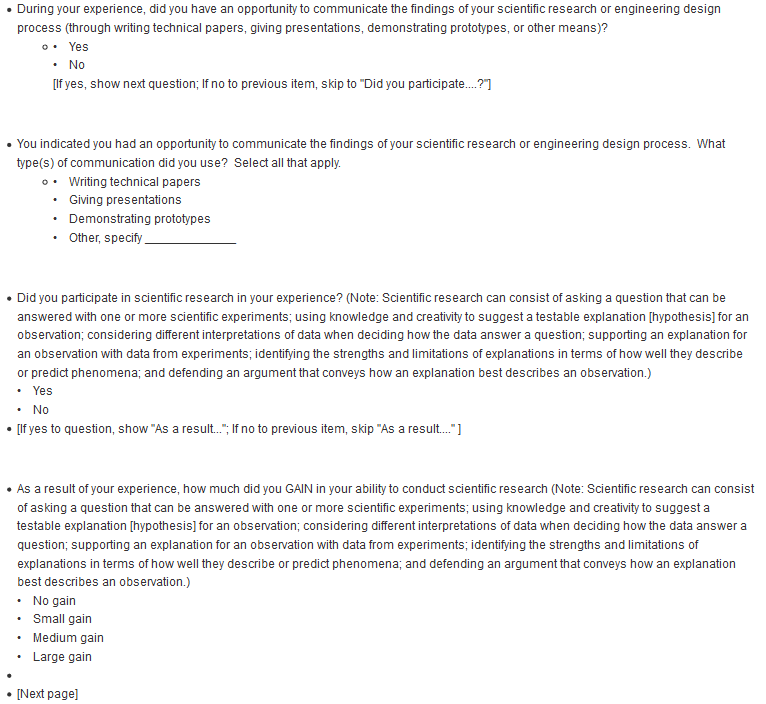 • During your experience, did you have an opportunity to communicate the findings of your scientific research or engineering design
process (through writing technical papers, giving presentations, demonstrating prototypes, or other means)?
○ • Yes
• No
[If yes, show next question; If no to previous item, skip to "Did you participate....?"]
• You indicated you had an opportunity to communicate the findings of your scientific research or engineering design process.  What
type(s) of communication did you use?  Select all that apply.
○ • Writing technical papers
• Giving presentations
• Demonstrating prototypes
• Other, specify ______________
• Did you participate in scientific research in your experience? (Note: Scientific research can consist of asking a question that can be
answered with one or more scientific experiments; using knowledge and creativity to suggest a testable explanation [hypothesis] for an
observation; considering different interpretations of data when deciding how the data answer a question; supporting an explanation for
an observation with data from experiments; identifying the strengths and limitations of explanations in terms of how well they describe
or predict phenomena; and defending an argument that conveys how an explanation best describes an observation.)
• Yes
• No
• [If yes to question, show "As a result..."; If no to previous item, skip "As a result...." ]
• As a result of your experience, how much did you GAIN in your ability to conduct scientific research (Note: Scientific research can consist
of asking a question that can be answered with one or more scientific experiments; using knowledge and creativity to suggest a
testable explanation [hypothesis] for an observation; considering different interpretations of data when deciding how the data answer a
question; supporting an explanation for an observation with data from experiments; identifying the strengths and limitations of
explanations in terms of how well they describe or predict phenomena; and defending an argument that conveys how an explanation
best describes an observation.)
• No gain
• Small gain
• Medium gain
• Large gain
•
• [Next page]